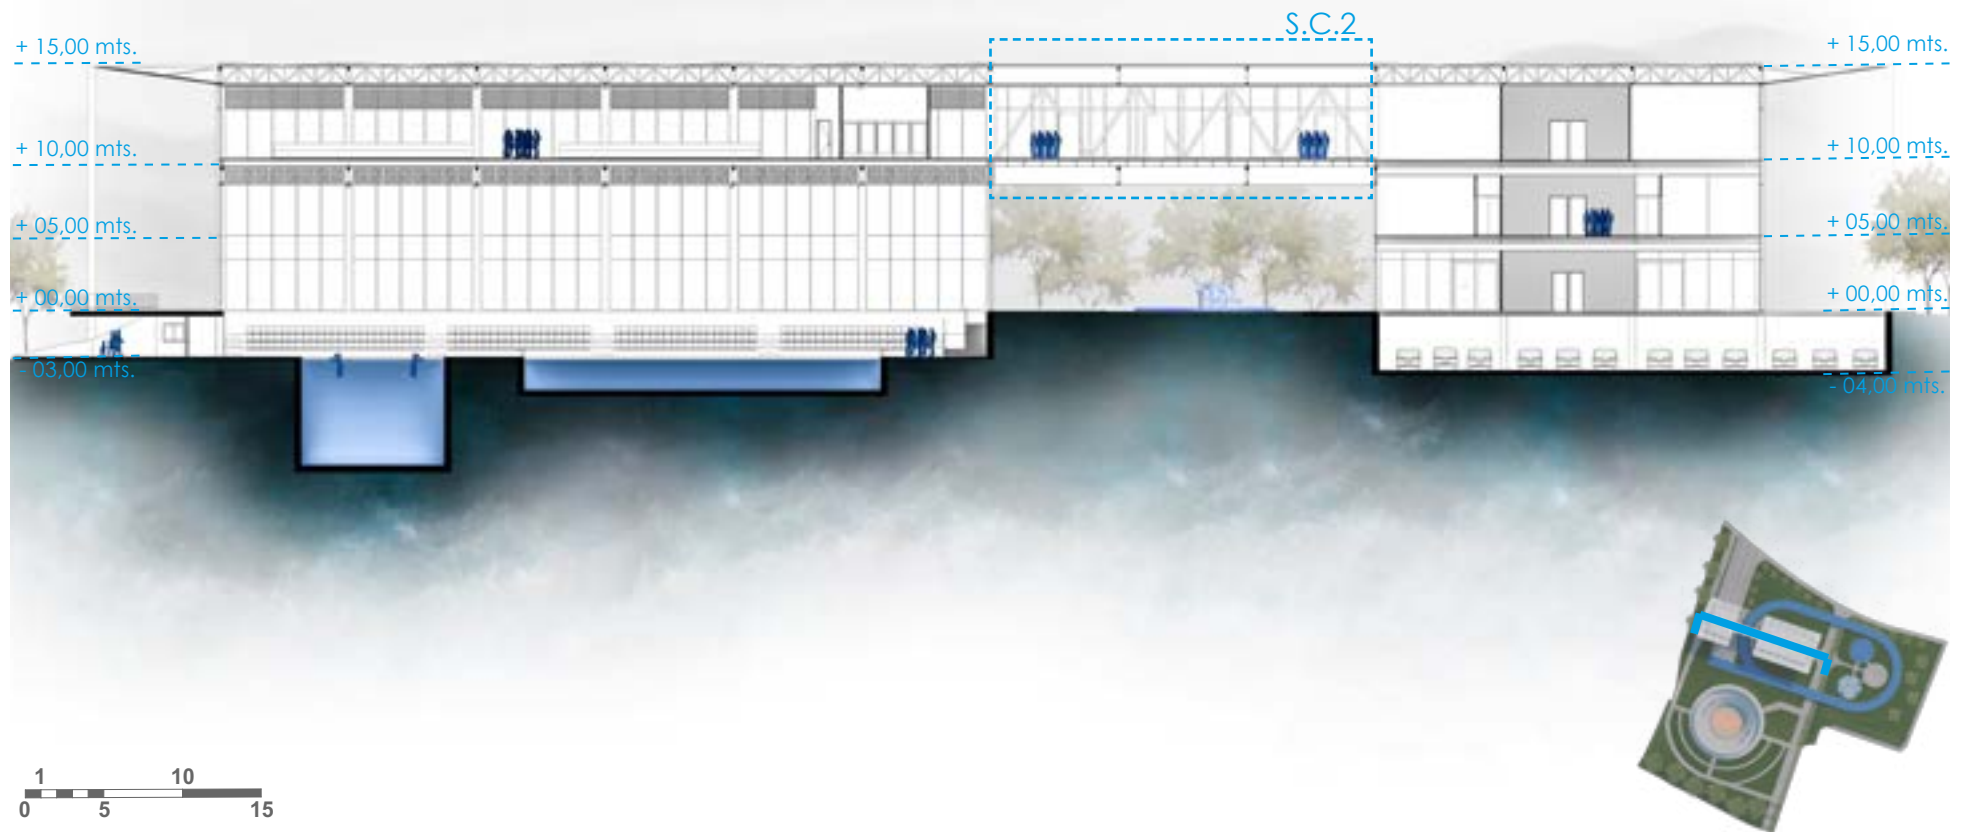 S.C.2
+ 15,00 mts.
+ 15,00 mts.
+ 10,00 mts.
+ 10,00 mts.
+ 05,00 mts.
+ 05,00 mts.
+ 00,00 mts.
+ 00,00 mts.
- 03,00 mts.
- 04,00 mts.
1 10
0 5 15